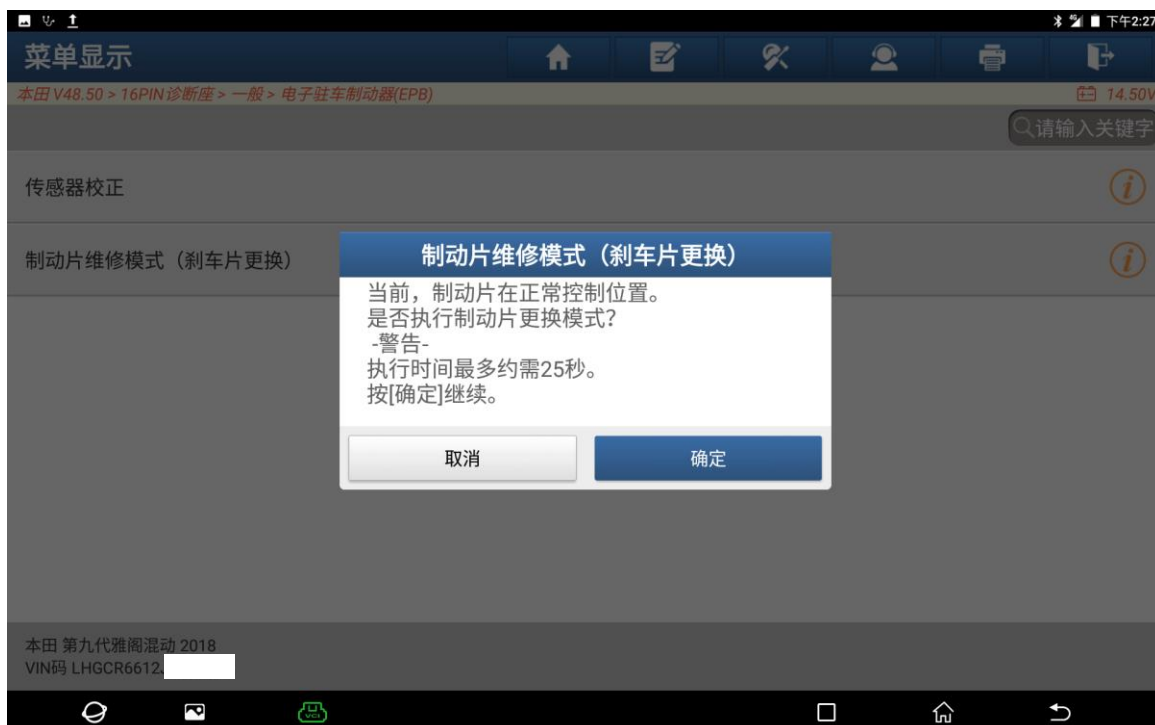 下午2:27
菜单显示
本田 V48.50 > 16PIN诊断座 > 一般 > 电子驻车制动器(EPB)
14.50V
请输入关键字
传感器校正
制动片维修模式（刹车片更换）
制动片维修模式（刹车片更换）
当前，制动片在正常控制位置。
是否执行制动片更换模式？
-警告-
执行时间最多约需25秒。
按[确定]继续。
取消
确定
本田 第九代雅阁混动 2018
VIN码 LHGCR6612
VCI